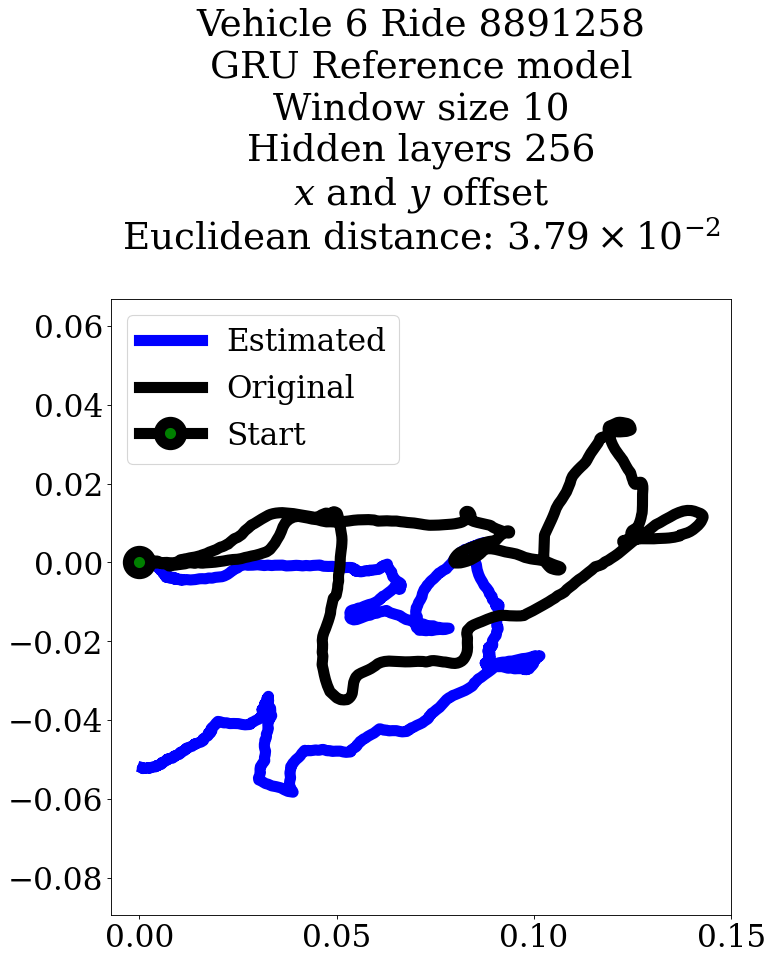 Vehicle 6 Ride 8891258
GRU Reference model
Window size 10
Hidden layers 256
x and y offset
Euclidean distance: 3.79 × 10⁻²
Estimated
Original
Start
0.06
0.04
0.02
0.00
−0.02
−0.04
−0.06
−0.08
0.00 0.05 0.10 0.15